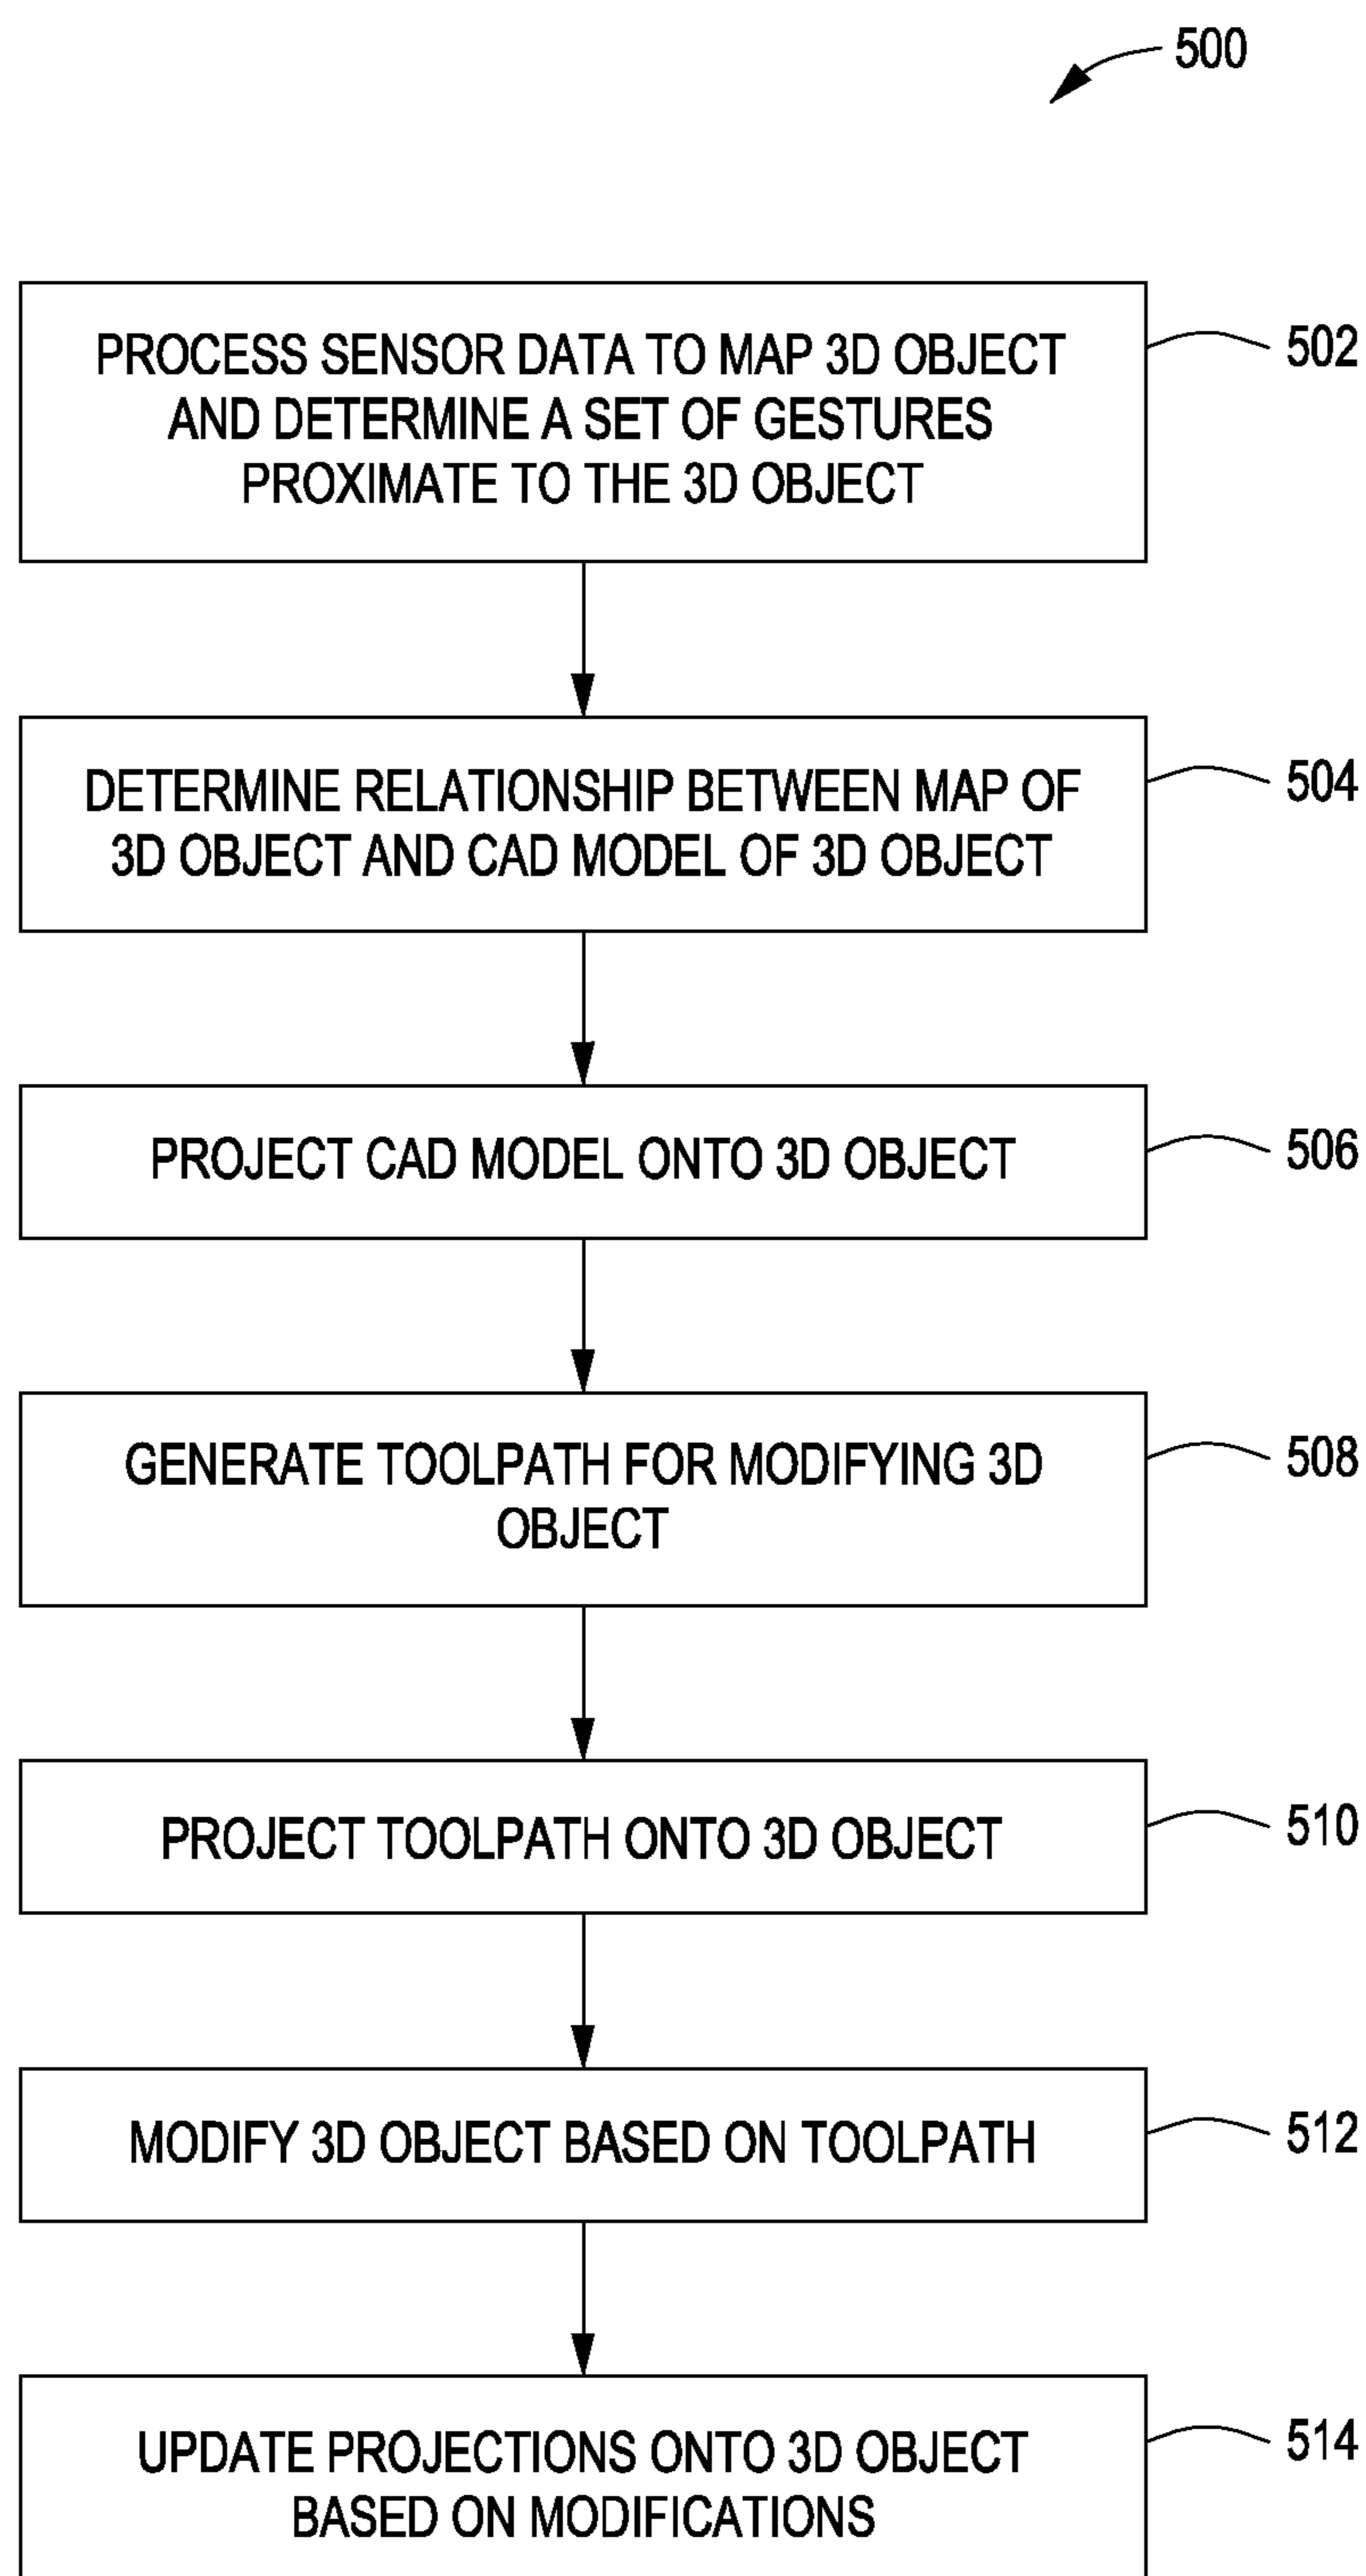 500
PROCESS SENSOR DATA TO MAP 3D OBJECT
AND DETERMINE A SET OF GESTURES
PROXIMATE TO THE 3D OBJECT
502
DETERMINE RELATIONSHIP BETWEEN MAP OF
3D OBJECT AND CAD MODEL OF 3D OBJECT
504
PROJECT CAD MODEL ONTO 3D OBJECT
506
GENERATE TOOLPATH FOR MODIFYING 3D
OBJECT
508
PROJECT TOOLPATH ONTO 3D OBJECT
510
MODIFY 3D OBJECT BASED ON TOOLPATH
512
UPDATE PROJECTIONS ONTO 3D OBJECT
BASED ON MODIFICATIONS
514